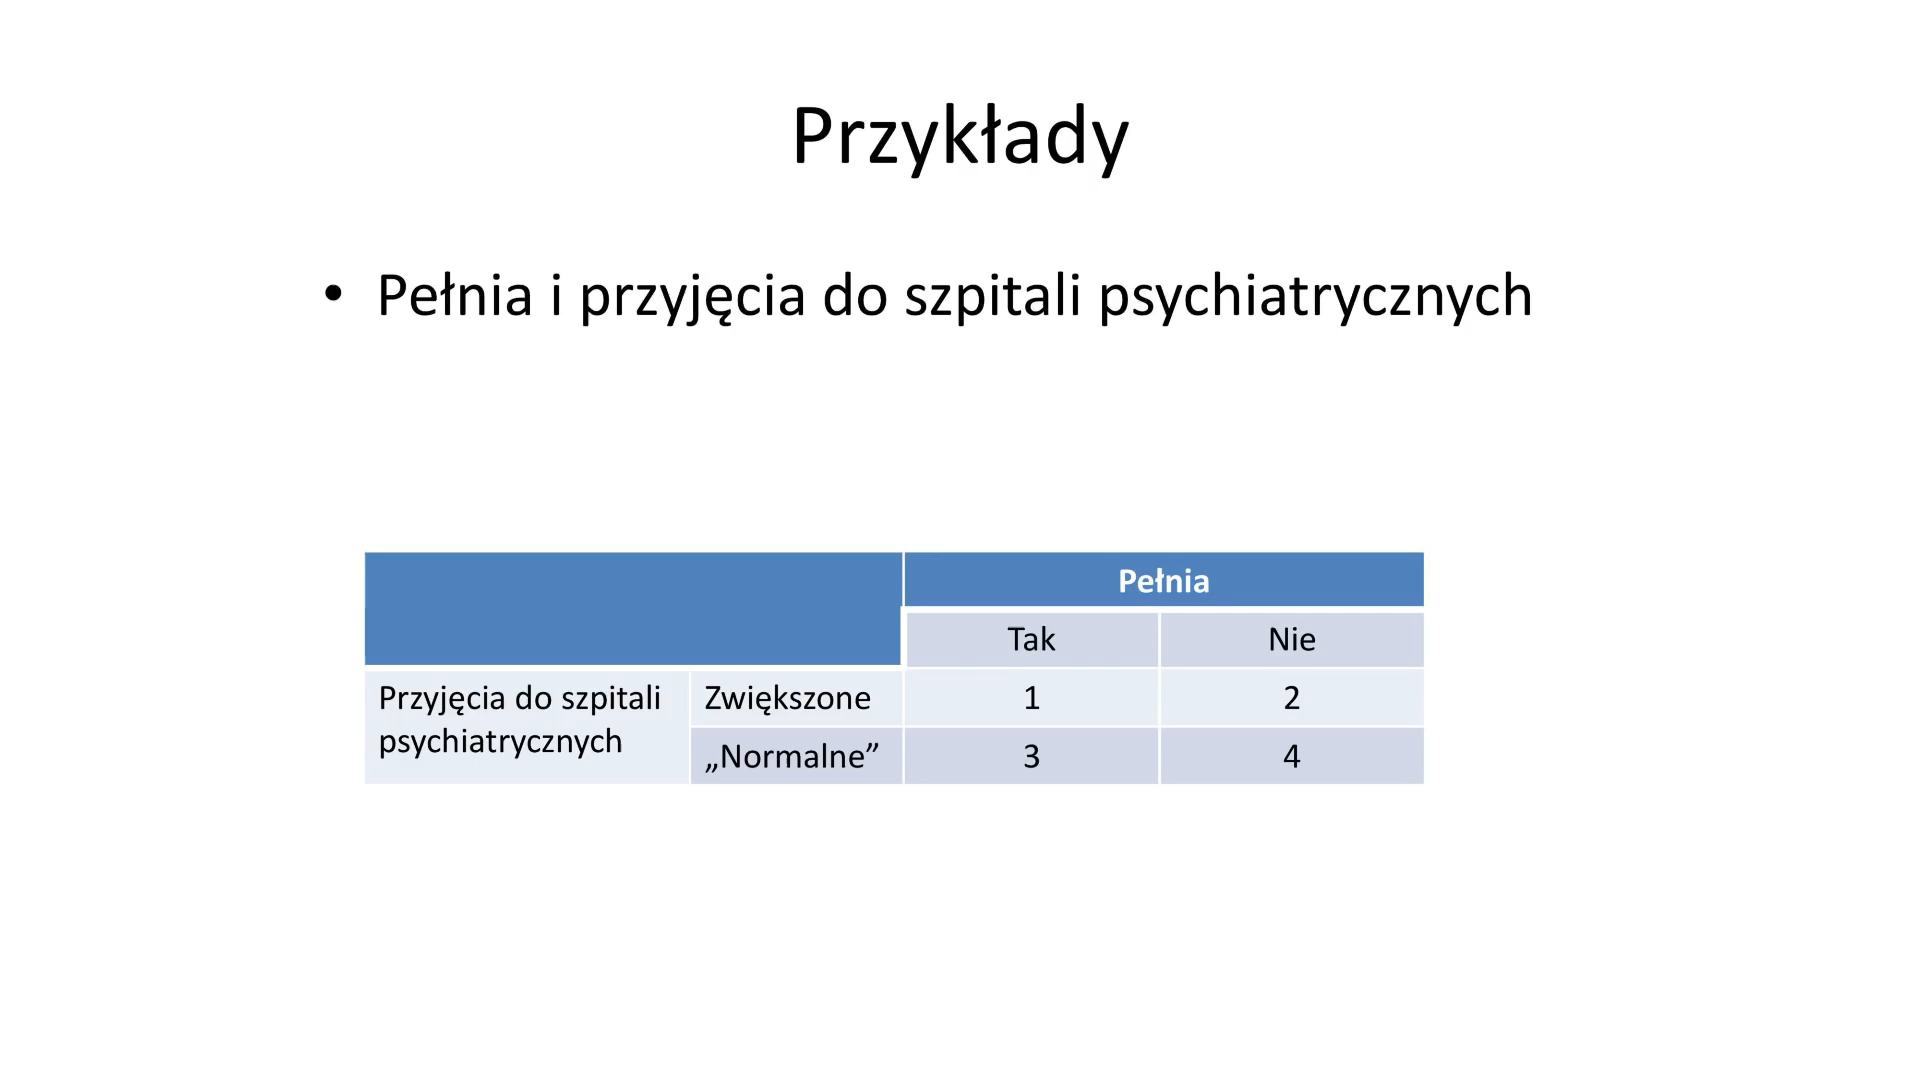 Przykłady
• Pełnia i przyjęcia do szpitali psychiatrycznych
Pełnia
Tak Nie
Przyjęcia do szpitali psychiatrycznych Zwiększone 1 2
„Normalne” 3 4